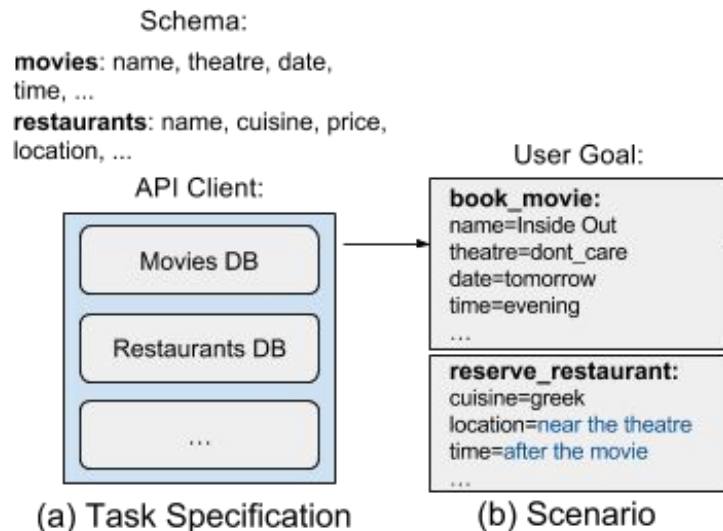 Schema:
movies: name, theatre, date,
time, ...
restaurants: name, cuisine, price,
location, ...
API Client:
Movies DB
Restaurants DB
...
(a) Task Specification
User Goal:
book_movie:
name=Inside Out
theatre=dont_care
date=tomorrow
time=evening
...
reserve_restaurant:
cuisine=greek
location=near the theatre
time=after the movie
...
(b) Scenario